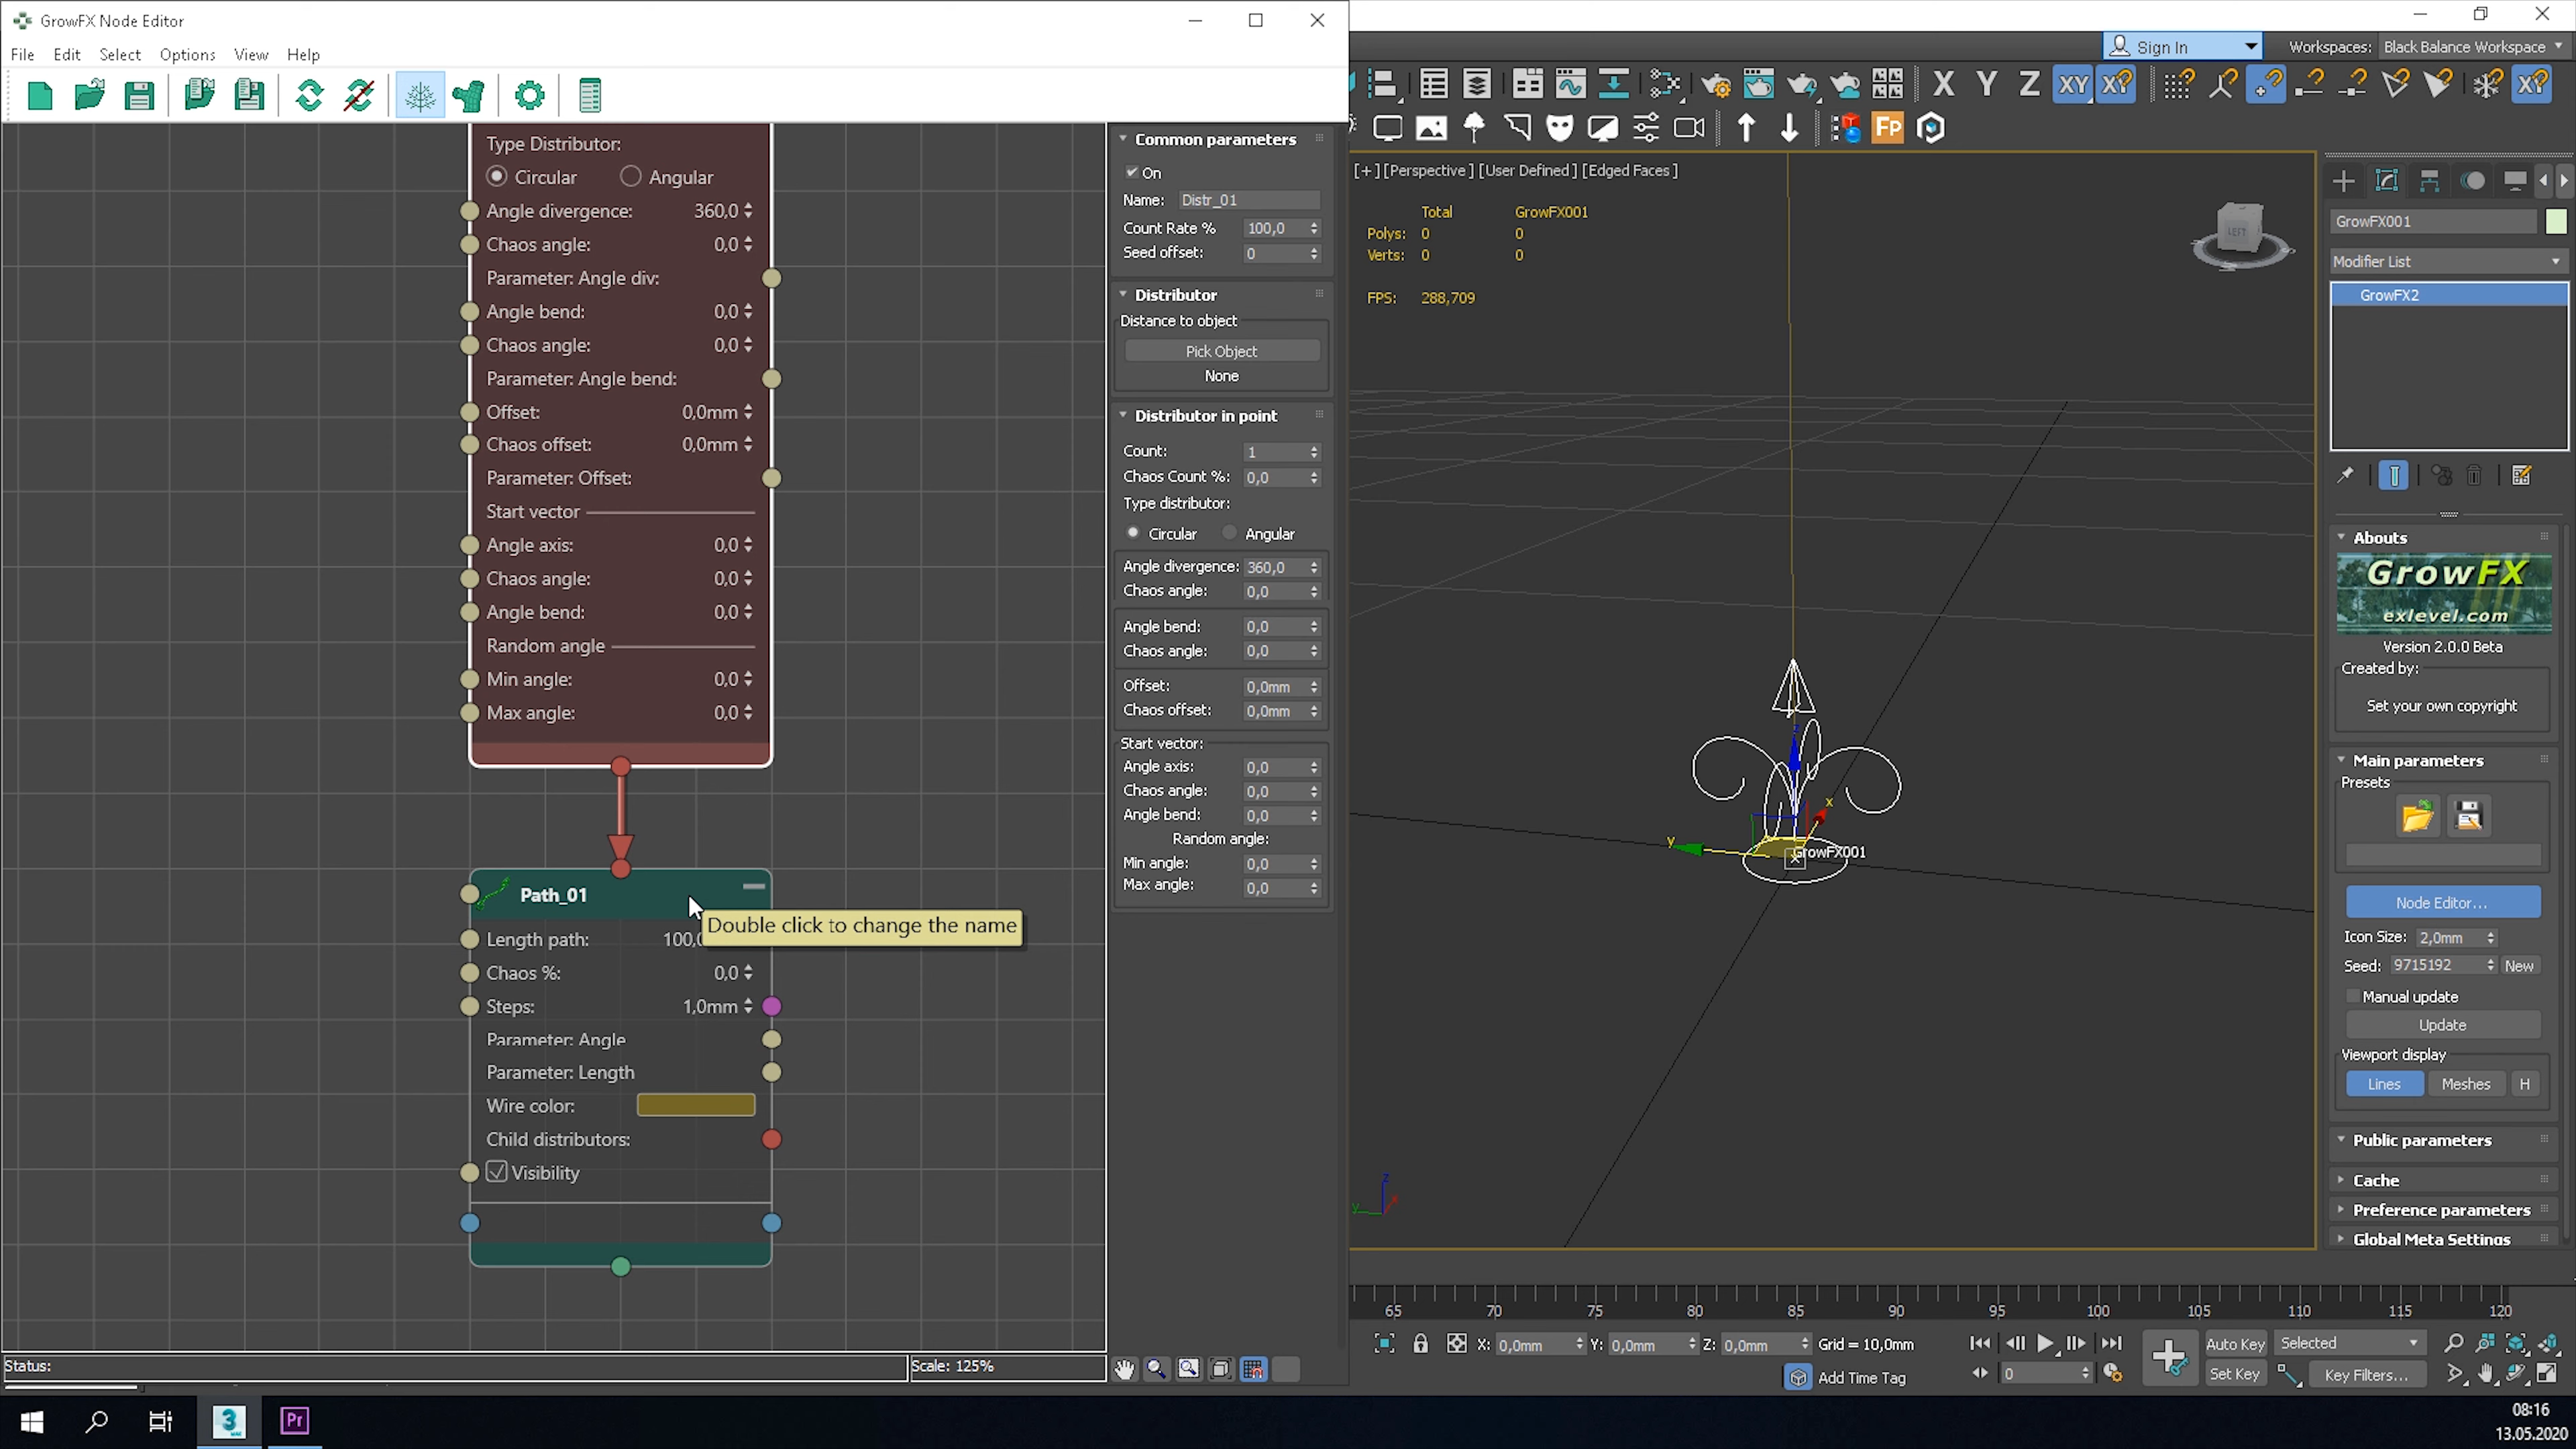 GrowFX Node Editor
File Edit Select Options View Help
Type Distributor:
Circular Angular
Angle divergence: 360,0
Chaos angle: 0,0
Parameter: Angle div:
Angle bend: 0,0
Chaos angle: 0,0
Parameter: Angle bend:
Offset: 0,0mm
Chaos offset: 0,0mm
Parameter: Offset:
Start vector
Angle axis: 0,0
Chaos angle: 0,0
Angle bend: 0,0
Random angle
Min angle: 0,0
Max angle: 0,0
Path_01
Double click to change the name
Length path: 100,0
Chaos %: 0,0
Steps: 1,0mm
Parameter: Angle
Parameter: Length
Wire color:
Child distributors:
Visibility
Status:
Scale: 125%
Common parameters
On
Name: Distr_01
Count Rate % 100,0
Seed offset: 0
Distributor
Distance to object
Pick Object
None
Distributor in point
Count: 1
Chaos Count %: 0,0
Type distributor:
Circular Angular
Angle divergence: 360,0
Chaos angle: 0,0
Angle bend: 0,0
Chaos angle: 0,0
Offset: 0,0mm
Chaos offset: 0,0mm
Start vector:
Angle axis: 0,0
Chaos angle: 0,0
Angle bend: 0,0
Random angle:
Min angle: 0,0
Max angle: 0,0
Sign In
Workspaces: Black Balance Workspace
X Y Z XY XY
XY
Fp
[+] [Perspective] [User Defined] [Edged Faces]
Total GrowFX001
Polys: 0 0
Verts: 0 0
FPS: 288,709
LEFT
z
x
y
GrowFX001
z
x
y
GrowFX001
Modifier List
GrowFX2
Abouts
GrowFX
exlevel.com
Version 2.0.0 Beta
Created by:
Set your own copyright
Main parameters
Presets
Node Editor...
Icon Size: 2,0mm
Seed: 9715192 New
Manual update
Update
Viewport display
Lines Meshes H
Public parameters
Cache
Preference parameters
Global Meta Settings
65 70 75 80 85 90 95 100 105 110 115 120
X: 0,0mm Y: 0,0mm Z: 0,0mm Grid = 10,0mm
Add Time Tag
0
Auto Key Selected
Set Key Key Filters...
3
Pr
08:16
13.05.2020